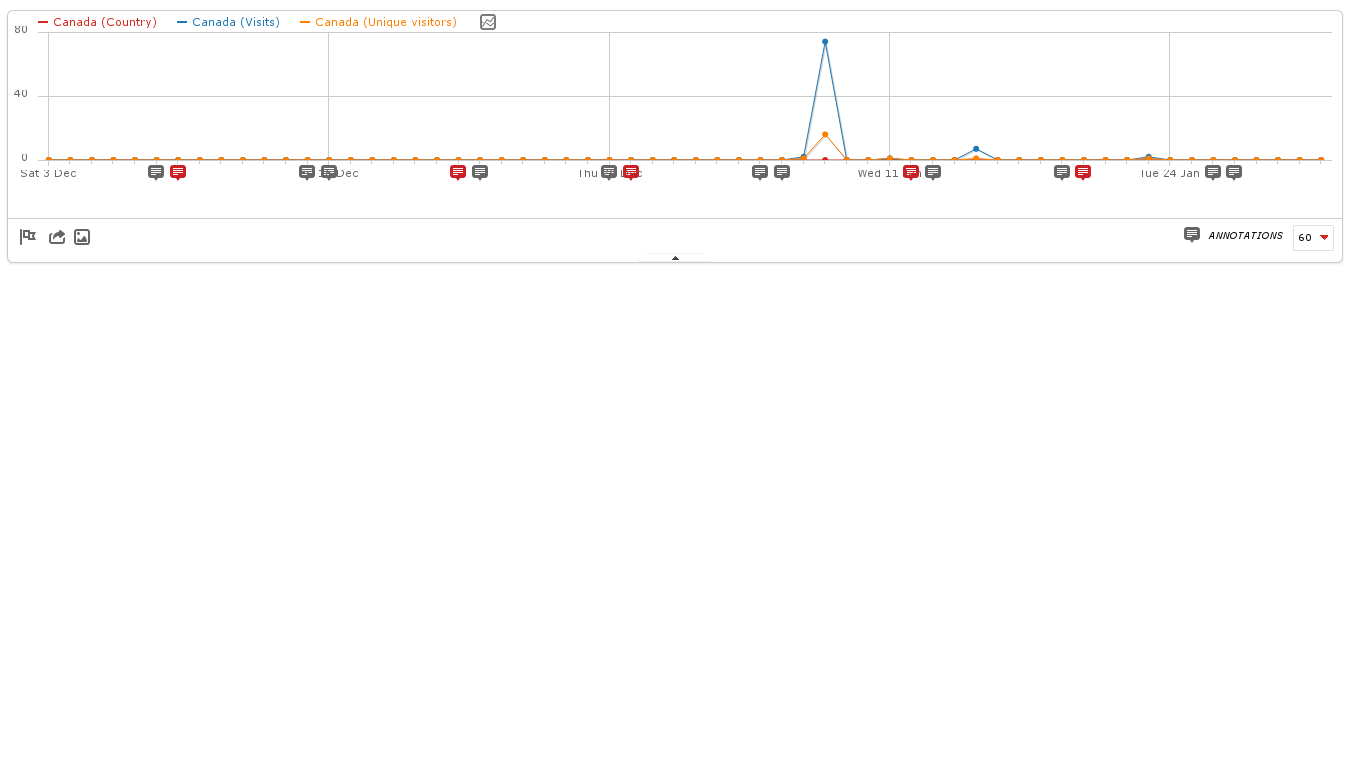 Canada (Country) Canada (Visits) Canada (Unique visitors)
80
40
0
Sat 3 Dec Dec Thu Wed 11 Tue 24 Jan
ANNOTATIONS 60